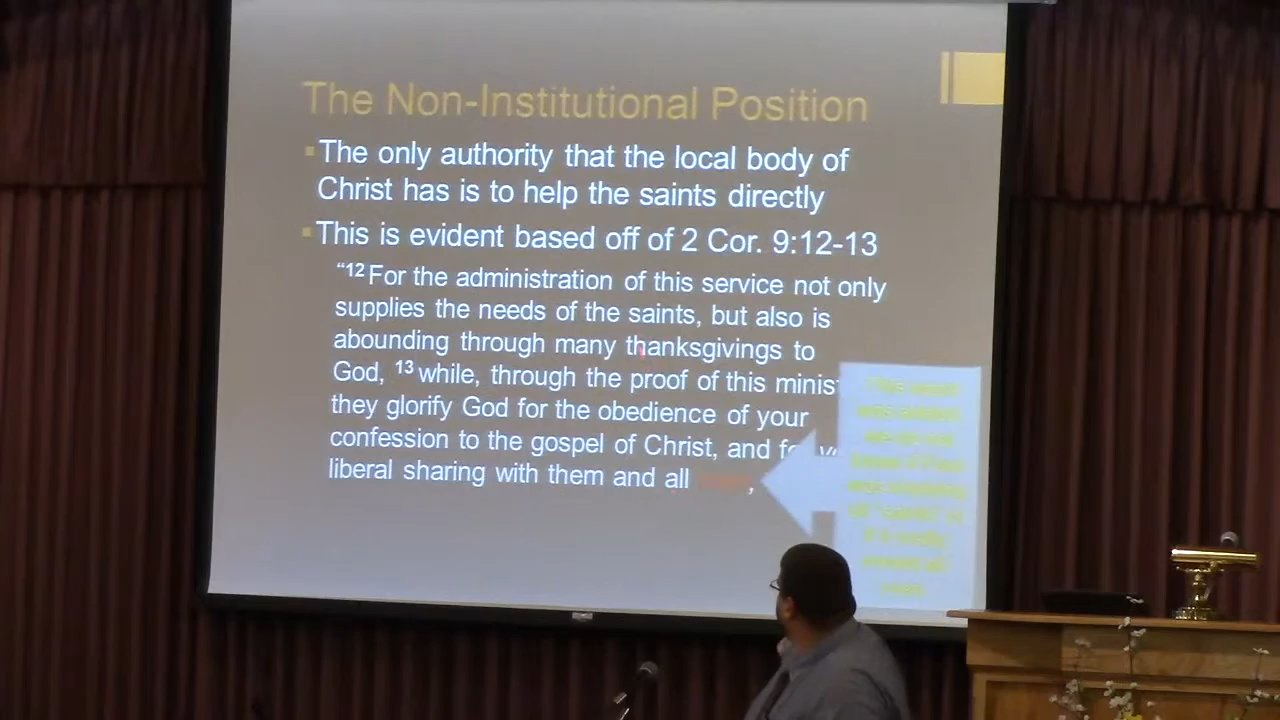 The Non-Institutional Position
The only authority that the local body of
Christ has is to help the saints directly
This is evident based off of 2 Cor. 9:12-13
“12 For the administration of this service not only
supplies the needs of the saints, but also is
abounding through many thanksgivings to
God, 13 while, through the proof of this minist
they glorify God for the obedience of your
confession to the gospel of Christ, and
liberal sharing with them and all ,